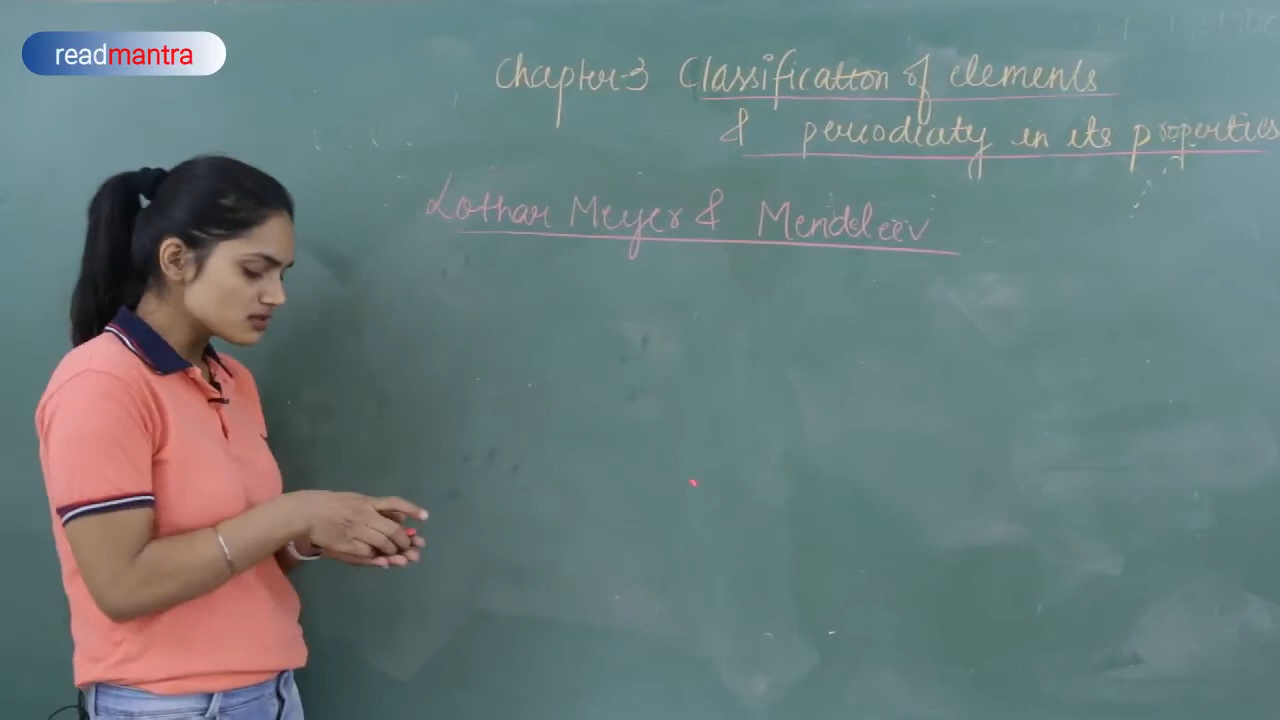 readmantra
Chapter-3 Classification of elements
& periodicity in its properties
Lothar Meyer & Mendeleev